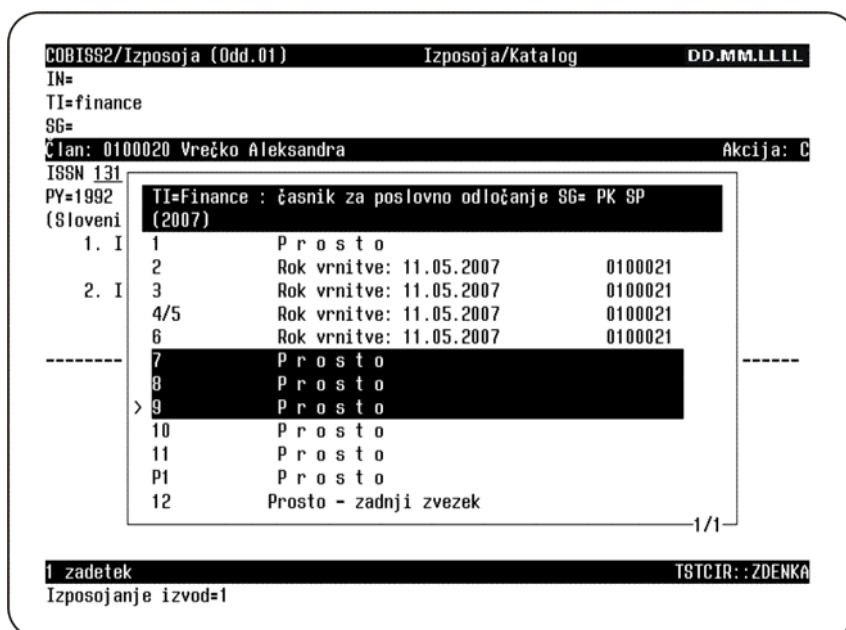 COBISS2/Izposoja (Odd.01) Izposoja/Katalog DD.MM.LLLL
IN=
TI=finance
SG=
Član: 0100020 Vrečko Aleksandra Akcija: C
ISSN 131
PY=1992 TI=Finance : časnik za poslovno odločanje SG= PK SP
(Sloveni (2007)
1. I 1 P r o s t o
2 Rok vrnitve: 11.05.2007 0100021
2. I 3 Rok vrnitve: 11.05.2007 0100021
4/5 Rok vrnitve: 11.05.2007 0100021
6 Rok vrnitve: 11.05.2007 0100021
-------- 7 P r o s t o ------
8 P r o s t o
> 9 P r o s t o
10 P r o s t o
11 P r o s t o
P1 P r o s t o
12 Prosto - zadnji zvezek
1/1
1 zadetek TSTCIR::ZDENKA
Izposojanje izvod=1